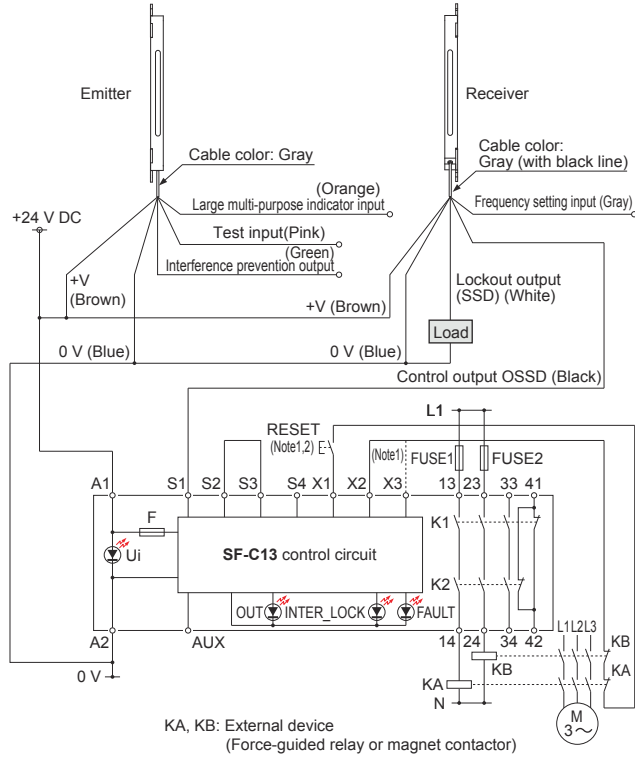 Emitter
Receiver
Cable color: Gray
Cable color:
Gray (with black line)
(Orange)
Large multi-purpose indicator input
Frequency setting input (Gray)
+24 V DC
Test input(Pink)
(Green)
Interference prevention output
+V
(Brown)
Lockout output
(SSD) (White)
+V (Brown)
Load
0 V (Blue)
0 V (Blue)
Control output OSSD (Black)
L1
RESET
(Note1,2)
(Note1)
FUSE1
FUSE2
A1
S1
S2
S3
S4
X1
X2
X3
13
23
33
41
F
K1
Ui
SF-C13 control circuit
K2
OUT
INTER_LOCK
FAULT
A2
AUX
14
24
34
42
L1
L2
L3
KB
KB
KA
0 V
KA
N
M
3~
KA, KB: External device
(Force-guided relay or magnet contactor)